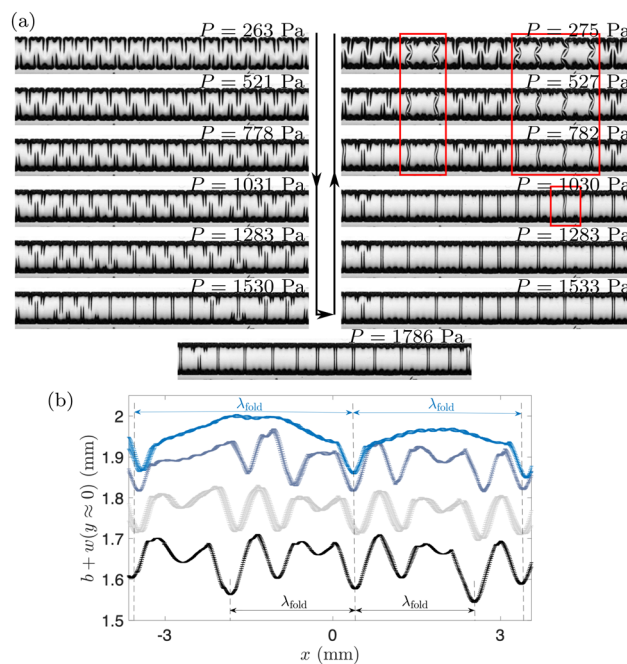 (a)
P = 263 Pa
P = 521 Pa
P = 778 Pa
P = 1031 Pa
P = 1283 Pa
P = 1530 Pa
P = 275 Pa
P = 527 Pa
P = 782 Pa
P = 1030 Pa
P = 1283 Pa
P = 1533 Pa
P = 1786 Pa
(b)
λfold λfold
2
1.9
1.8
1.7
1.6
1.5
b + w(y ≈ 0) (mm)
λfold λfold
-3 0 3
x (mm)